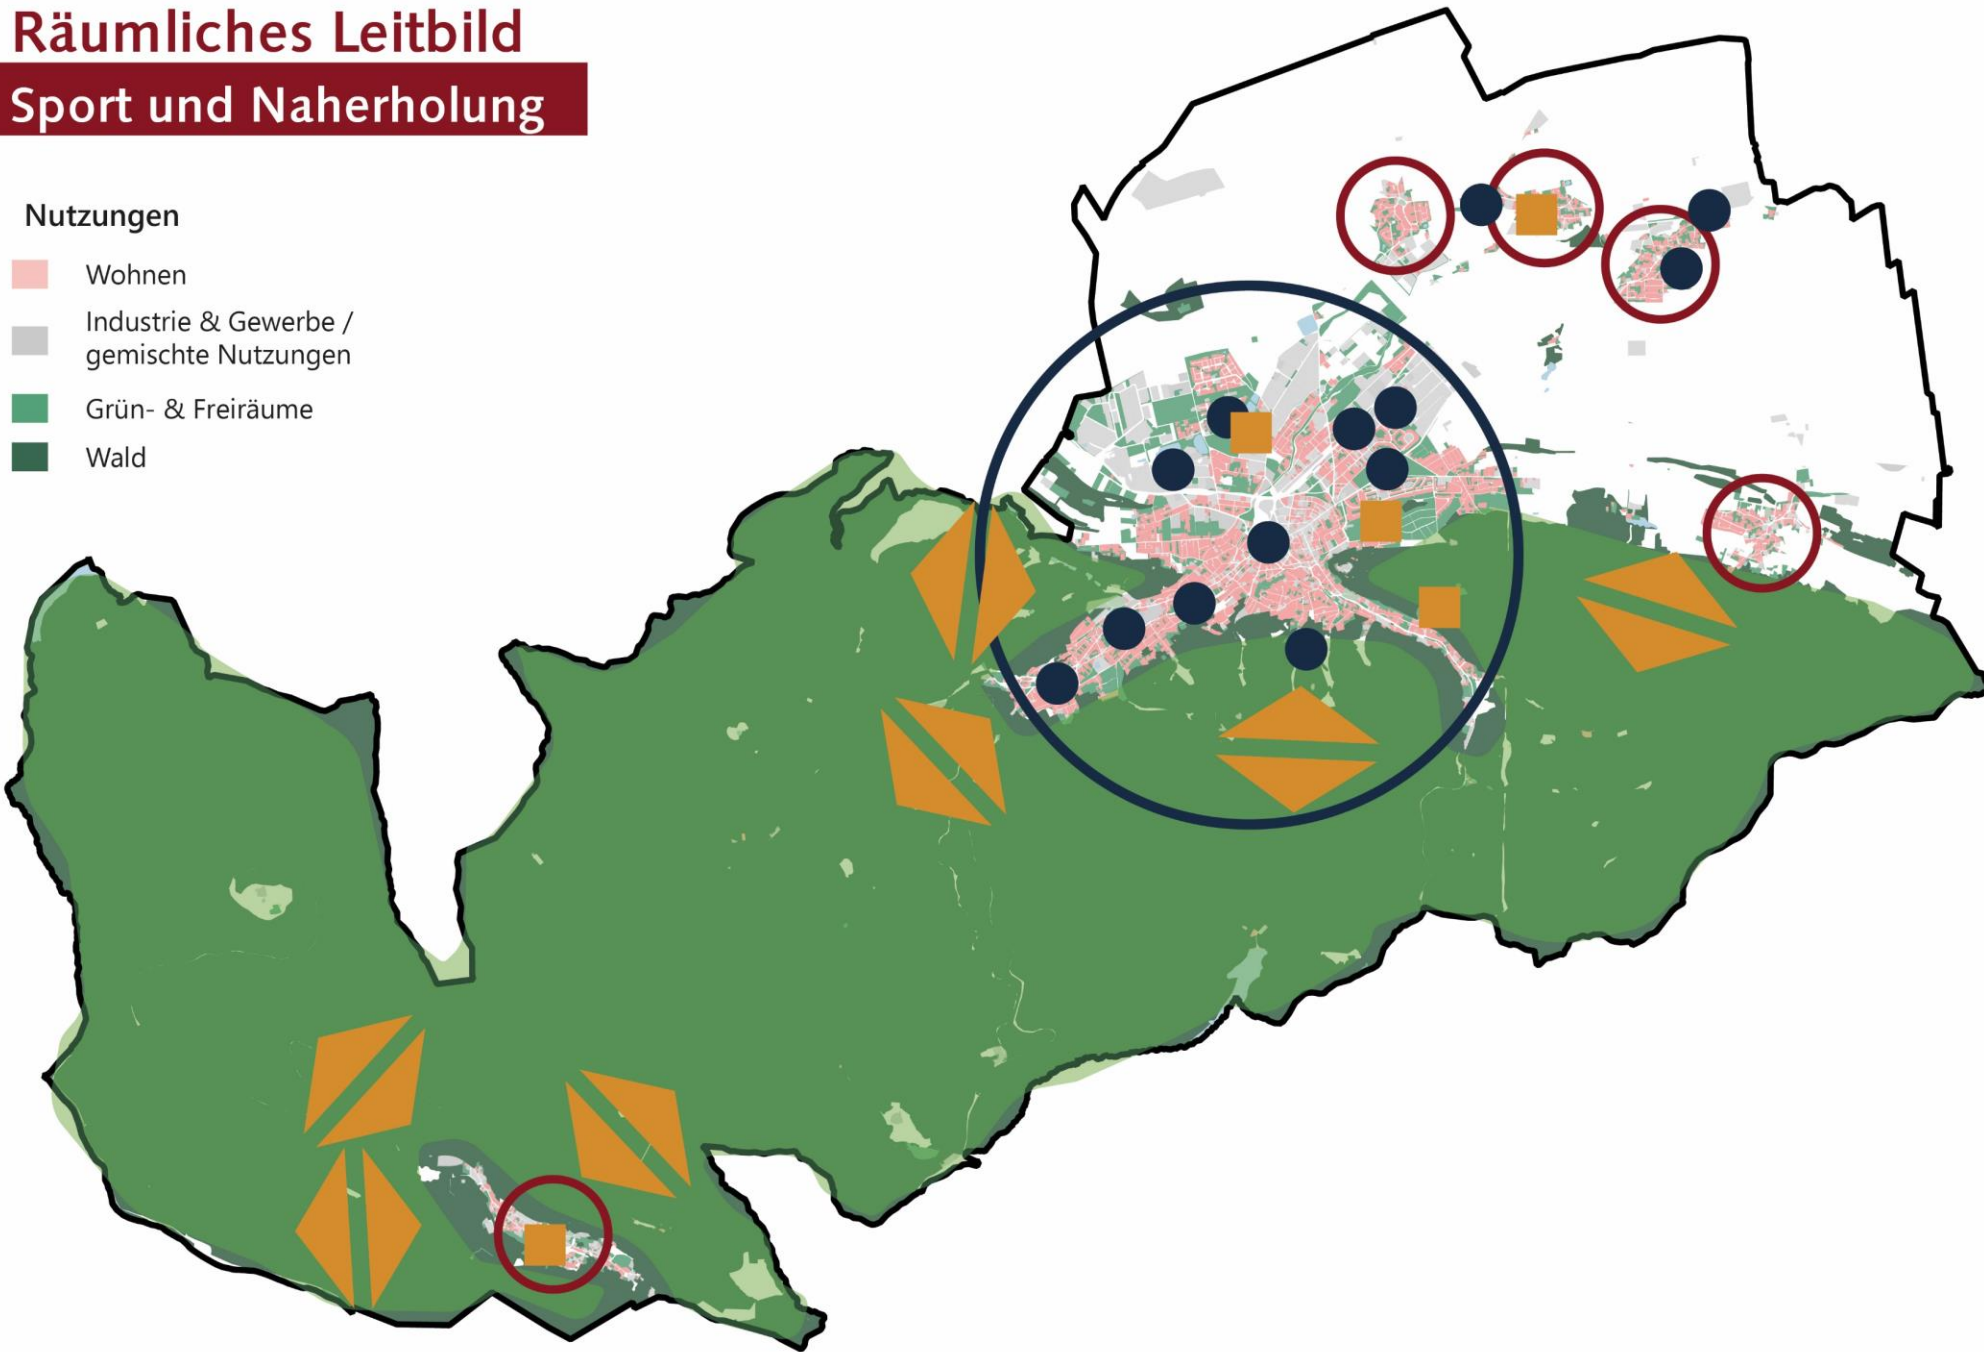 Räumliches Leitbild
Sport und Naherholung
Nutzungen
Wohnen
Industrie & Gewerbe /
gemischte Nutzungen
Grün- & Freiräume
Wald